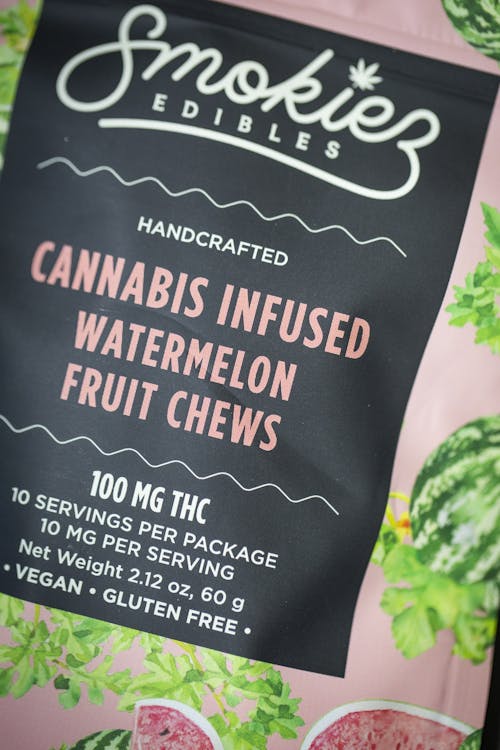 Smokiez
EDIBLES
HANDCRAFTED
CANNABIS INFUSED
WATERMELON
FRUIT CHEWS
100 MG THC
10 SERVINGS PER PACKAGE
10 MG PER SERVING
Net Weight 2.12 oz, 60 g
• VEGAN • GLUTEN FREE •